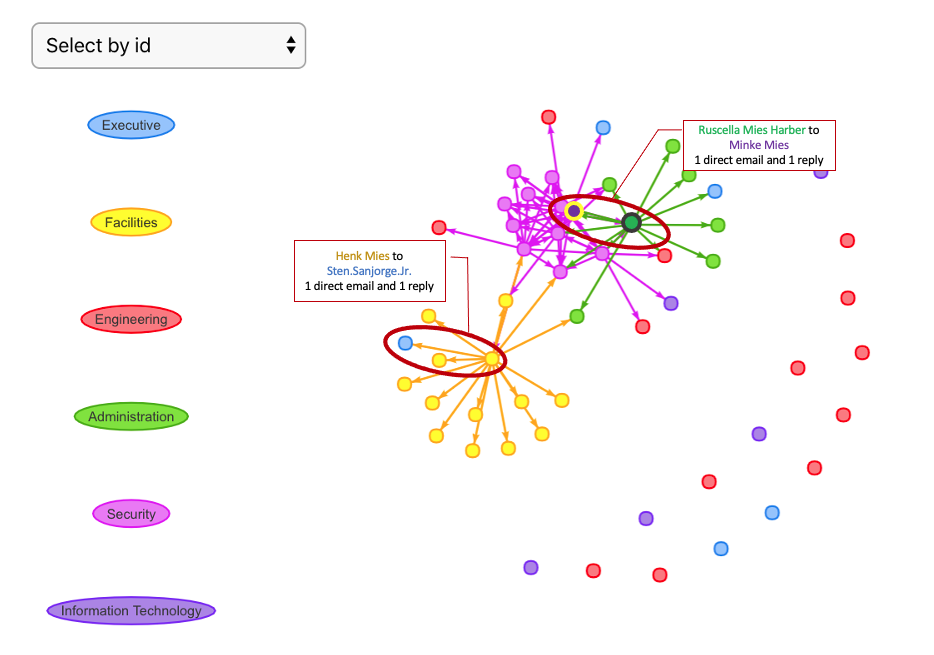 Select by id
Executive
Ruscella Mies Harber to
Minke Mies
1 direct email and 1 reply
Facilities
Henk Mies to
Sten.Sanjorge.Jr.
1 direct email and 1 reply
Engineering
Administration
Security
Information Technology